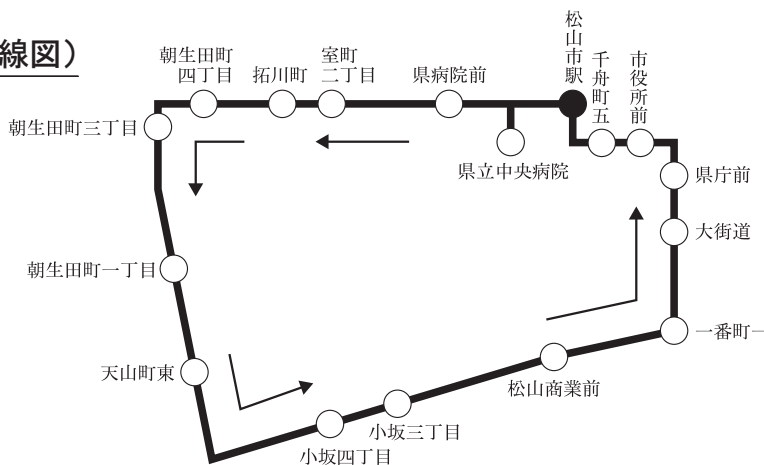 線図）
松山市駅
千舟町五
市役所前
朝生田町
四丁目
拓川町
室町
二丁目
県病院前
朝生田町三丁目
県立中央病院
県庁前
大街道
朝生田町一丁目
一番町一
天山町東
松山商業前
小坂三丁目
小坂四丁目